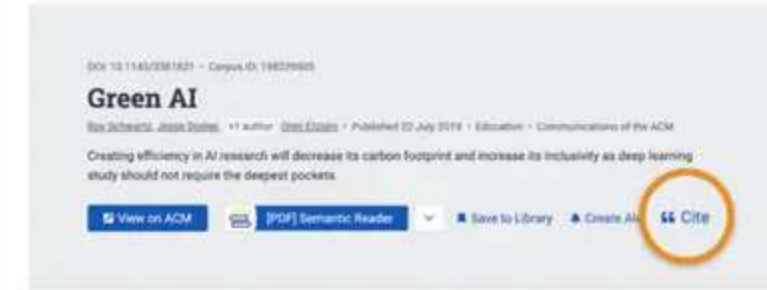 DOI: 10.1145/3381831 • Corpus ID: 198229505
Green AI
Roy Schwartz, Jesse Dodge, +1 author Oren Etzioni • Published 22 July 2019 • Education • Communications of the ACM
Creating efficiency in AI research will decrease its carbon footprint and increase its inclusivity as deep learning
study should not require the deepest pockets.
View on ACM [PDF] Semantic Reader Save to Library Create Al Cite